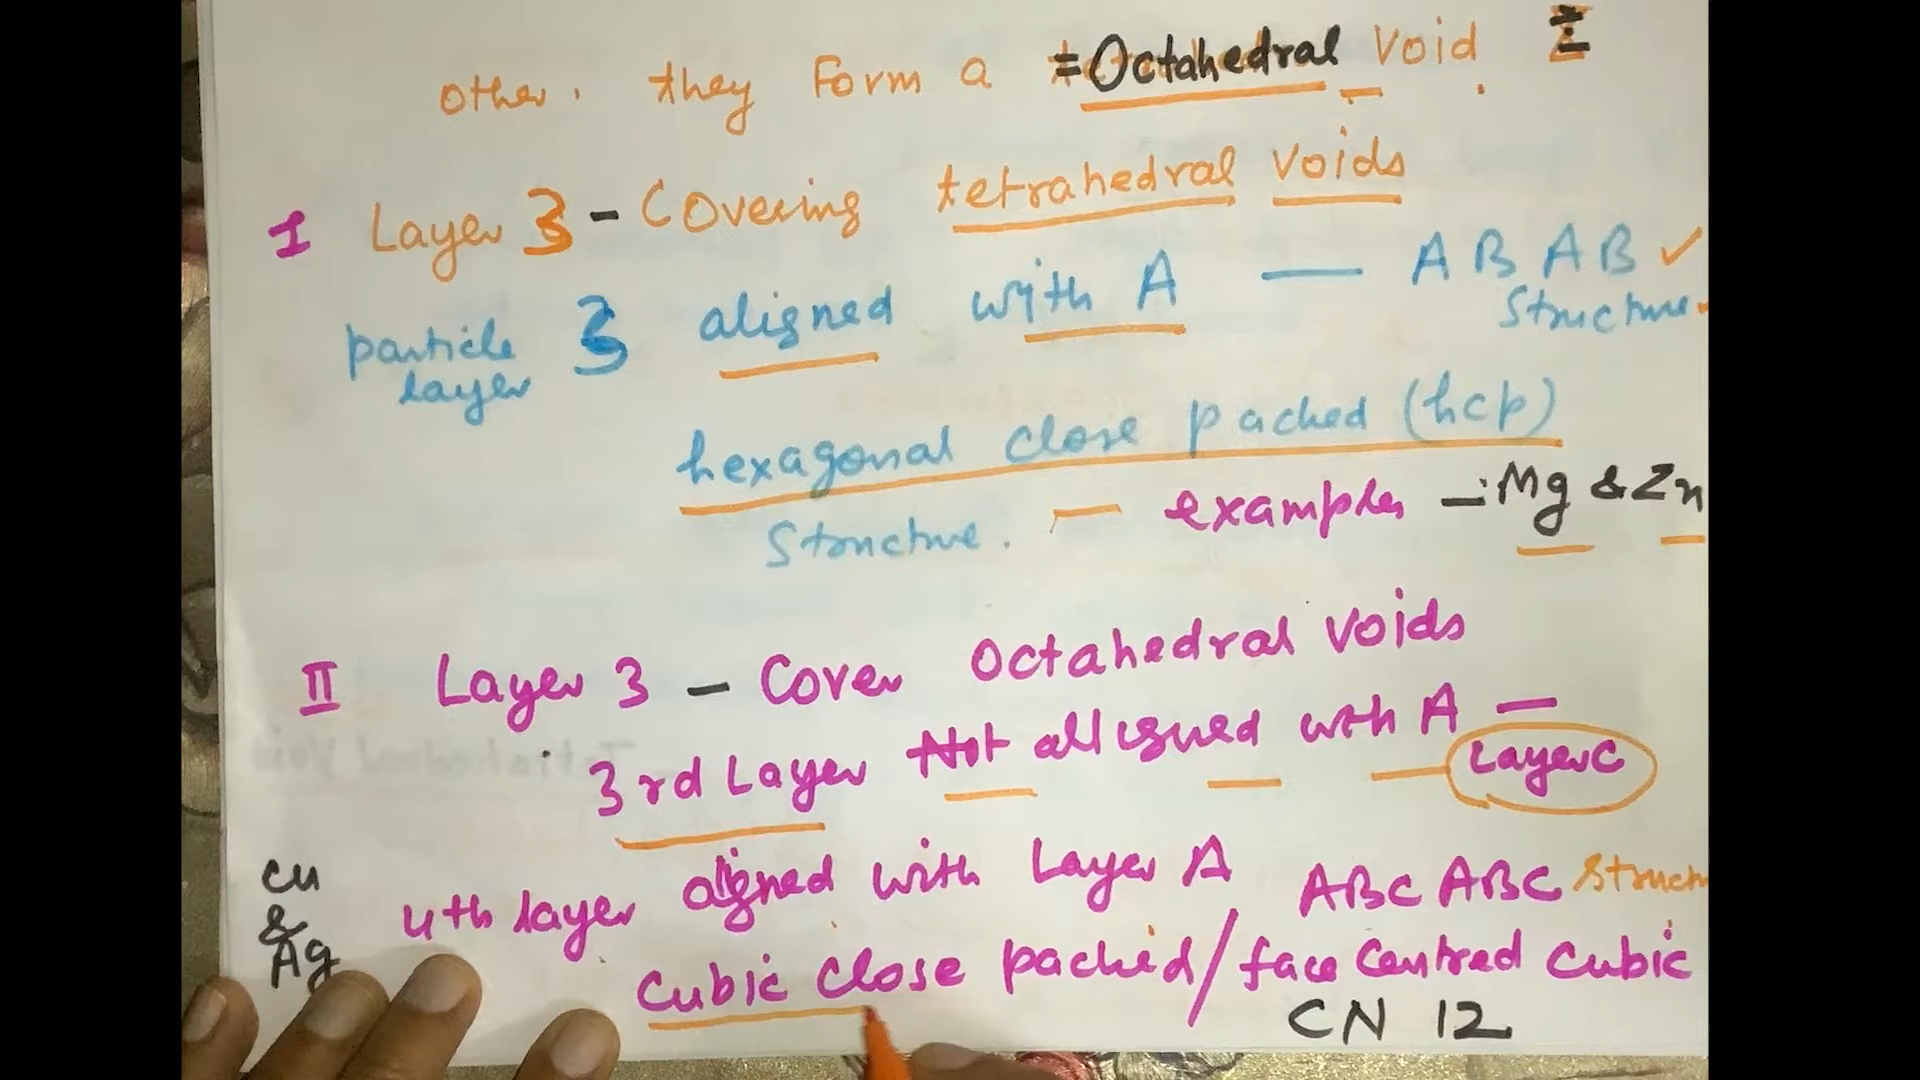 other. they Form a Octahedral Void.
I Layer 3 - Covering tetrahedral Voids
particle layer 3 aligned with A — A B A B ✓
Structure.
hexagonal close packed (hcp)
Structure. — examples - Mg & Zn
II Layer 3 - Cover Octahedral Voids
3rd Layer Not alligned with A —
— Layer C
4th layer aligned with Layer A ABC ABC Struct
Cu & Ag
Cubic close packed / face Centred Cubic
CN 12